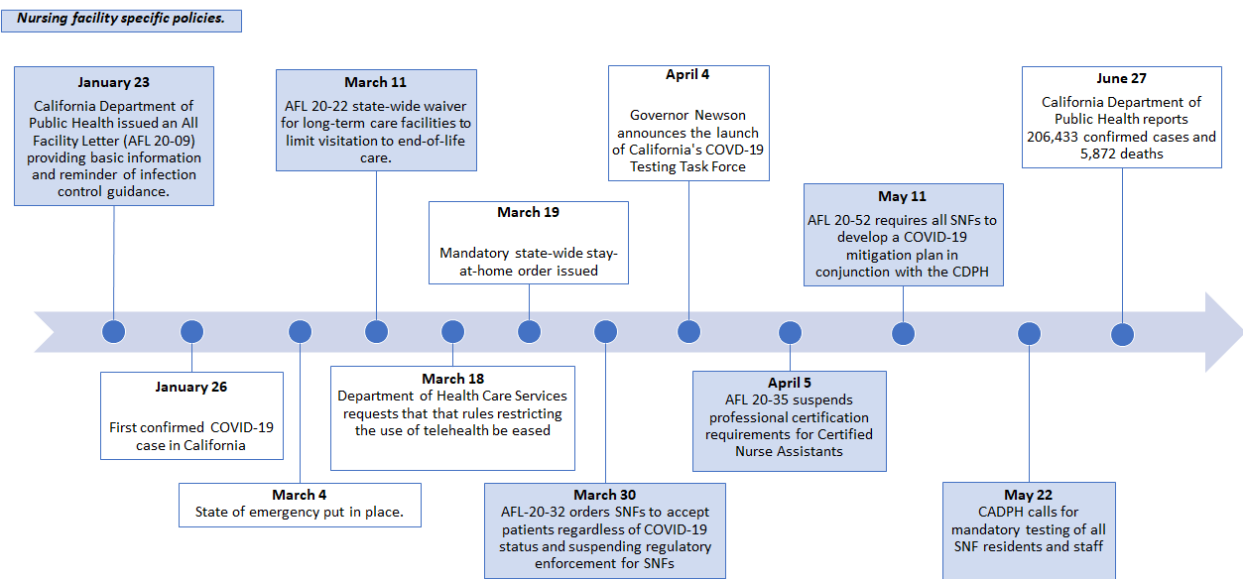 Nursing facility specific policies.
January 23
California Department of
Public Health issued an All
Facility Letter (AFL 20-09)
providing basic information
and reminder of infection
control guidance.
March 11
AFL 20-22 state-wide waiver
for long-term care facilities to
limit visitation to end-of-life
care.
March 19
Mandatory state-wide stay-
at-home order issued
April 4
Governor Newson
announces the launch
of California's COVD-19
Testing Task Force
May 11
AFL 20-52 requires all SNFs to
develop a COVID-19
mitigation plan in
conjunction with the CDPH
June 27
California Department of
Public Health reports
206,433 confirmed cases and
5,872 deaths
January 26
First confirmed COVID-19
case in California
March 4
State of emergency put in place.
March 18
Department of Health Care Services
requests that that rules restricting
the use of telehealth be eased
March 30
AFL-20-32 orders SNFs to accept
patients regardless of COVID-19
status and suspending regulatory
enforcement for SNFs
April 5
AFL 20-35 suspends
professional certification
requirements for Certified
Nurse Assistants
May 22
CADPH calls for
mandatory testing of all
SNF residents and staff